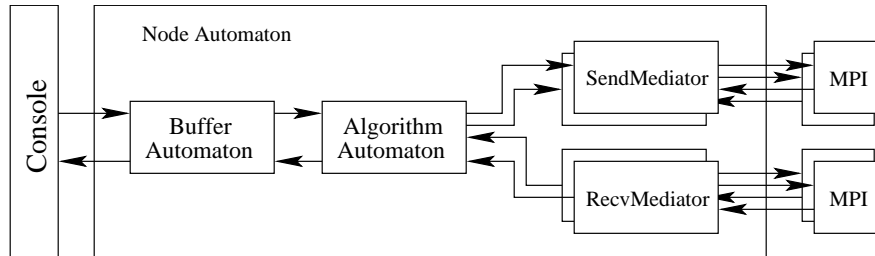 Node Automaton
Console
Buffer
Automaton
Algorithm
Automaton
SendMediator
MPI
RecvMediator
MPI